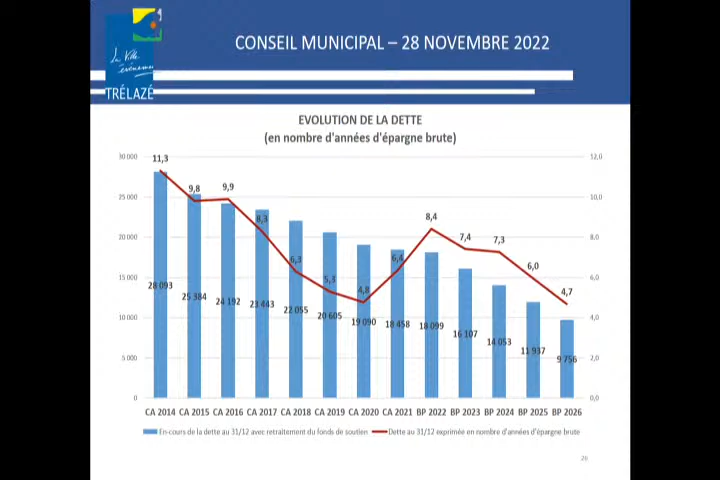 CONSEIL MUNICIPAL – 28 NOVEMBRE 2022
La Ville
événements
TRÉLAZÉ
EVOLUTION DE LA DETTE
(en nombre d'années d'épargne brute)
30 000 25 000 20 000 15 000 10 000 5 000 0
12,0 10,0 8,0 6,0 4,0 2,0 0,0
11,3 9,8 9,9 8,3 6,3 5,3 4,8 6,4 8,4 7,4 7,3 6,0 4,7
28 093 25 384 24 192 23 443 22 055 20 605 19 090 18 458 18 099 16 107 14 053 11 937 9 756
CA 2014 CA 2015 CA 2016 CA 2017 CA 2018 CA 2019 CA 2020 CA 2021 BP 2022 BP 2023 BP 2024 BP 2025 BP 2026
En-cours de la dette au 31/12 avec retraitement du fonds de soutien Dette au 31/12 exprimée en nombre d'années d'épargne brute
26